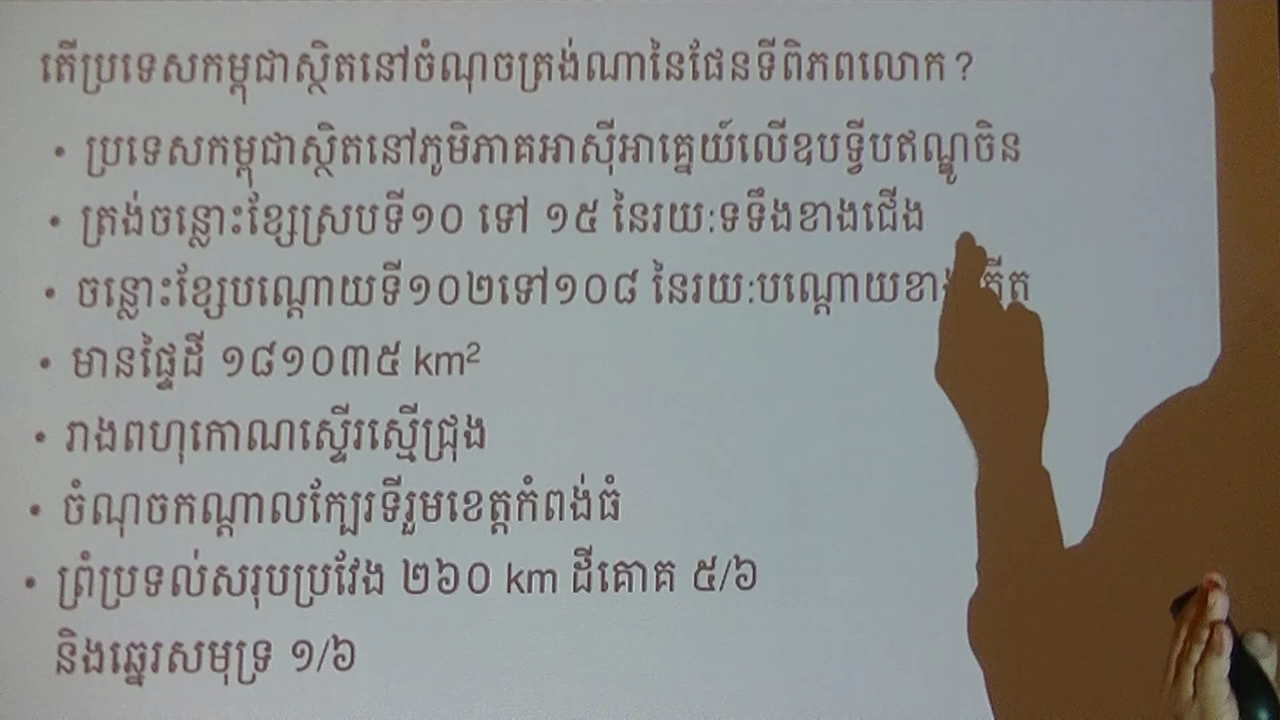 តើប្រទេសកម្ពុជាស្ថិតនៅចំណុចត្រង់ណានៃផែនទីពិភពលោក ?
• ប្រទេសកម្ពុជាស្ថិតនៅភូមិភាគអាស៊ីអាគ្នេយ៍លើឧបទ្វីបឥណ្ឌូចិន
• ត្រង់ចន្លោះខ្សែស្របទី១០ ទៅ ១៥ នៃរយៈទទឹងខាងជើង
• ចន្លោះខ្សែបណ្តោយទី១០២ទៅ១០៨ នៃរយៈបណ្តោយ
• មានផ្ទៃដី ១៨១០៣៥ km²
• រាងពហុកោណស្ទើរស្មើជ្រុង
• ចំណុចកណ្តាលក្បែរទីរួមខេត្តកំពង់ធំ
• ព្រំប្រទល់សរុបប្រវែង ២៦០ km ដីគោគ ៥/៦
និងឆ្នេរសមុទ្រ ១/៦